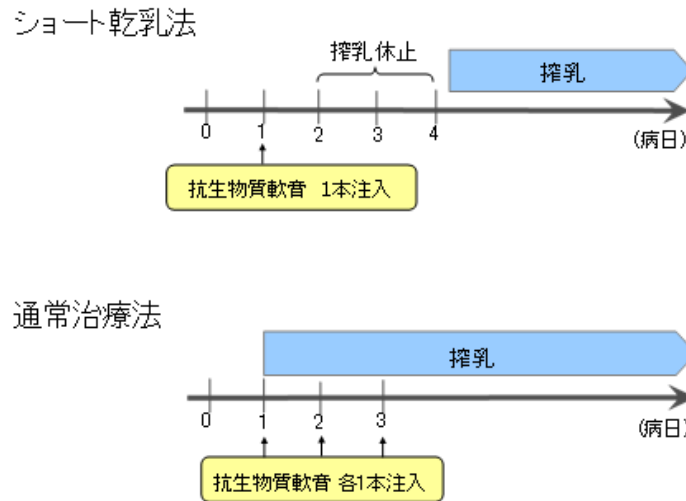 ショート乾乳法
搾乳休止
搾乳
0 1 2 3 4
(病日)
抗生物質軟音 1本注入
通常治療法
搾乳
0 1 2 3
(病日)
抗生物質軟音 各1本注入